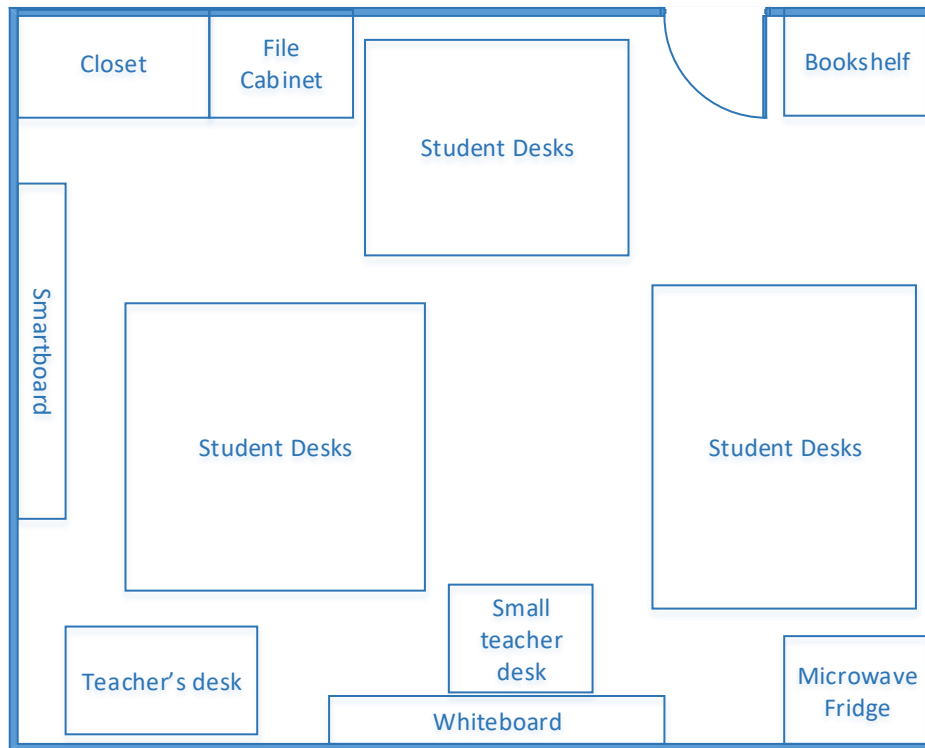 Closet
File
Cabinet
Bookshelf
Student Desks
Smartboard
Student Desks
Student Desks
Small
teacher
desk
Teacher's desk
Microwave
Fridge
Whiteboard